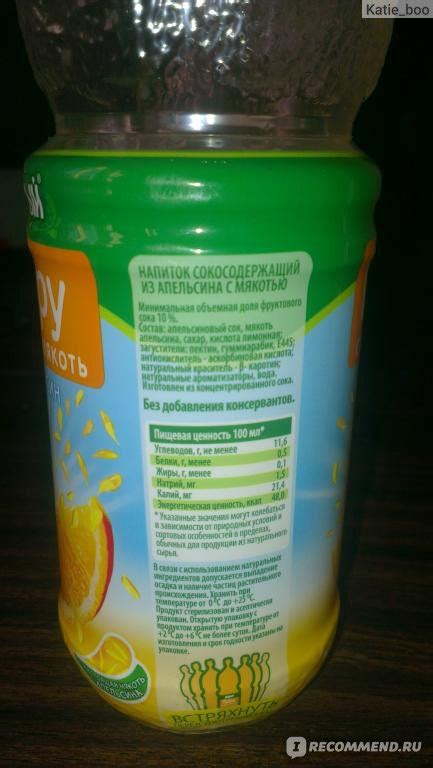 Katie_boo
ЫЙ
РУ
ЯКОТЬ
НАПИТОК СОКОСОДЕРЖАЩИЙ
ИЗ АПЕЛЬСИНА С МЯКОТЬЮ
Минимальная объемная доля фруктового
сока 10 %.
Состав: апельсиновый сок, мякоть
апельсина, сахар, кислота лимонная;
загустители: пектин, гуммиарабик, Е445;
антиокислитель - аскорбиновая кислота;
натуральный краситель - β- каротин;
натуральные ароматизаторы, вода.
Изготовлен из концентрированного сока.
Без добавления консервантов.
Пищевая ценность 100 мл*
Углеводов, г, не менее 11,6
Белки, г, менее 0,5
Жиры, г, менее 0,1
Натрий, мг 1,5
Калий, мг 21,4
Энергетическая ценность, ккал 48,0
* Указанные значения могут колебаться
в зависимости от природных условий и
сортовых особенностей в пределах,
обычных для продукции из натурального
сырья.
В связи с использованием натуральных
ингредиентов допускается выпадение
осадка и наличие частиц растительного
происхождения. Хранить при
температуре от 0°С до +25°С.
Продукт стерилизован и асептически
упакован. Открытую упаковку с
продуктом хранить при температуре от
+2°С до +6°С не более суток. Дата
изготовления и срок годности указаны на
упаковке.
МЯКОТЬ
АПЕЛЬСИНА
ВСТРЯХНУТЬ
I RECOMMEND.RU